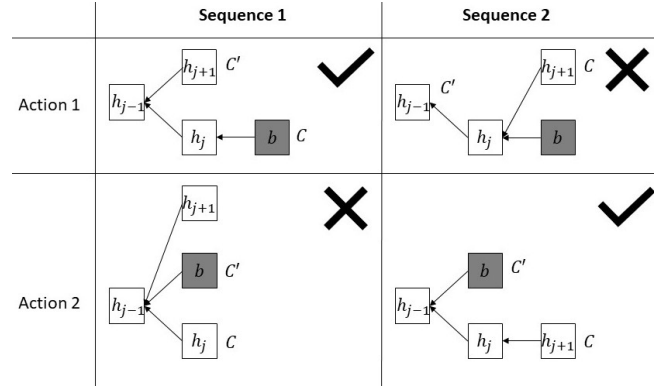 Sequence 1 Sequence 2
Action 1
h_{j+1} C'
h_{j-1}
h_j b C
h_{j+1} C
C'
h_{j-1}
h_j b
Action 2
h_{j+1}
b C'
h_{j-1}
h_j C
b C'
h_{j-1}
h_j h_{j+1} C